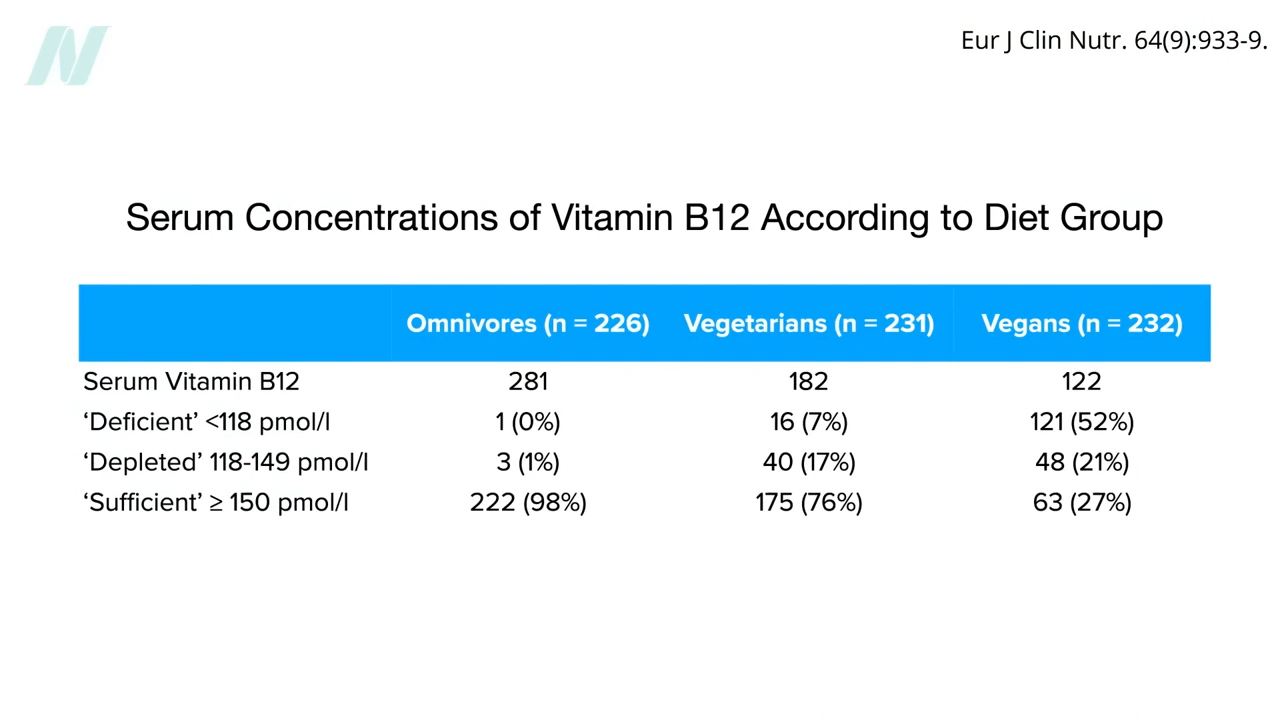 Eur J Clin Nutr. 64(9):933-9.
Serum Concentrations of Vitamin B12 According to Diet Group
Omnivores (n = 226) Vegetarians (n = 231) Vegans (n = 232)
Serum Vitamin B12 281 182 122
‘Deficient’ <118 pmol/l 1 (0%) 16 (7%) 121 (52%)
‘Depleted’ 118-149 pmol/l 3 (1%) 40 (17%) 48 (21%)
‘Sufficient’ ≥ 150 pmol/l 222 (98%) 175 (76%) 63 (27%)